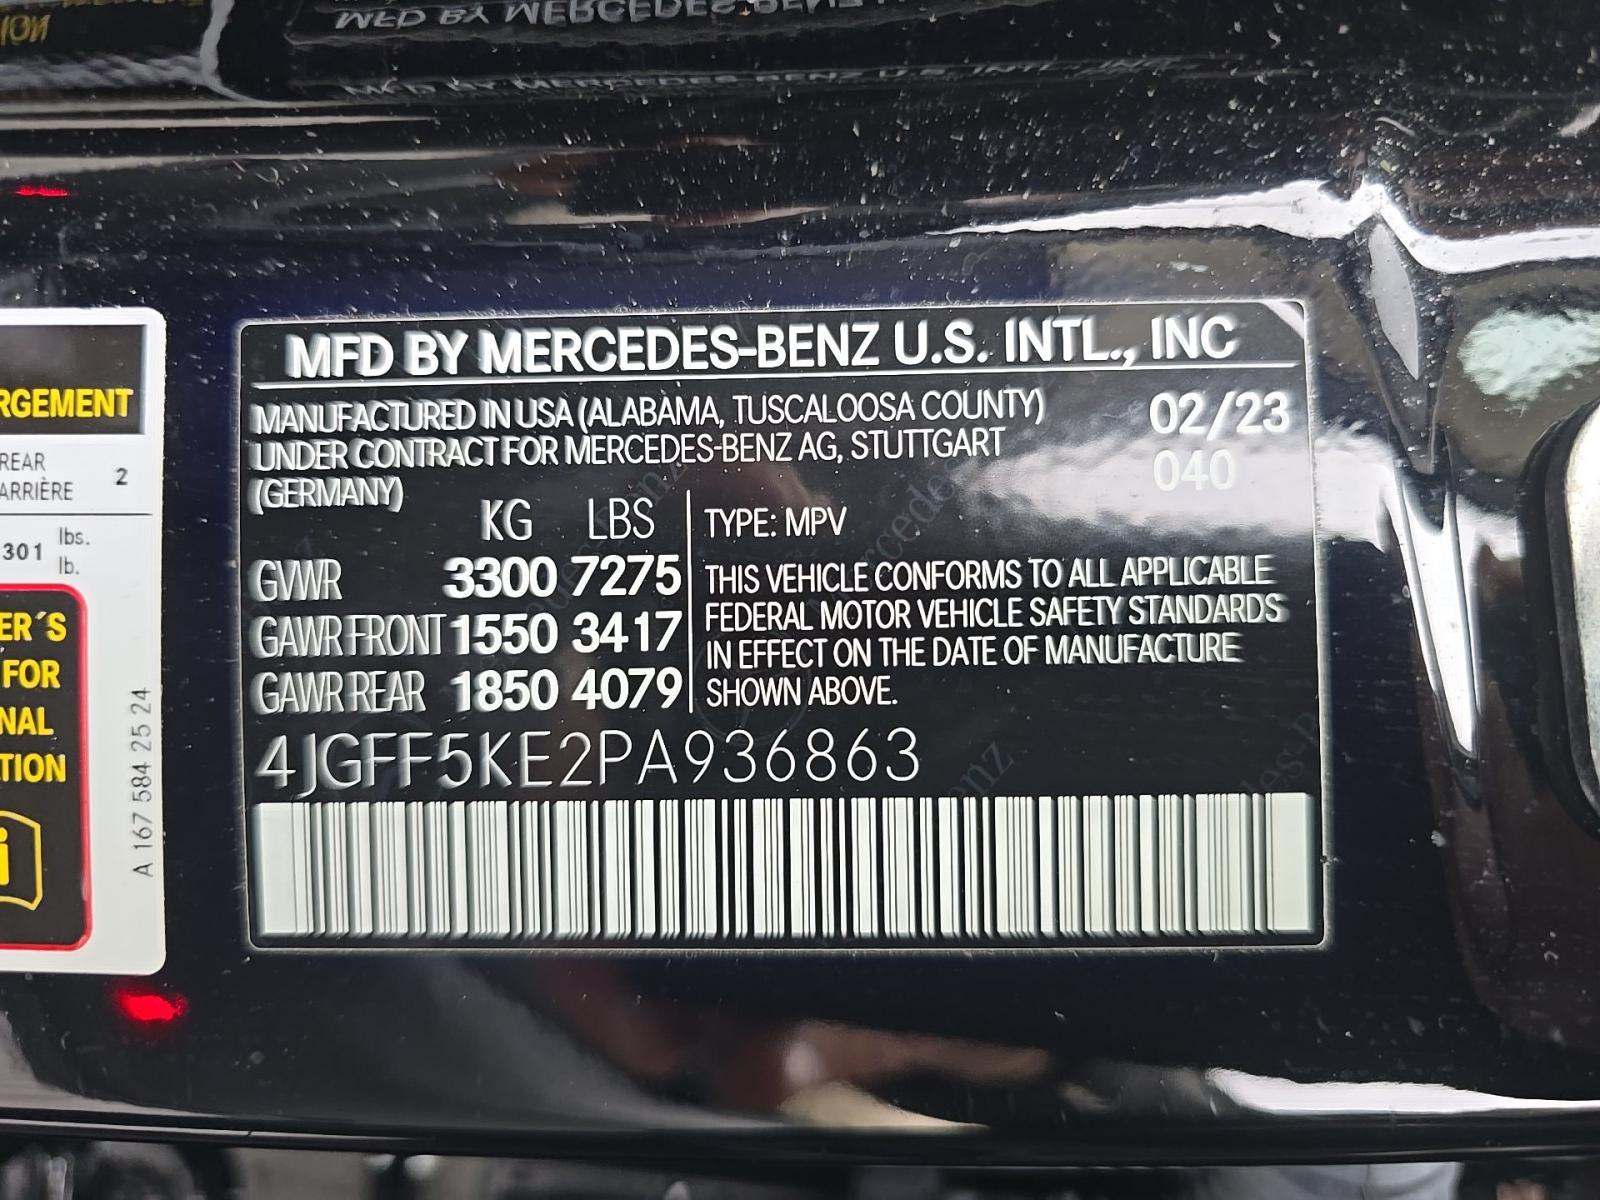 MFD BY MERCEDES-BENZ U.S. INTL., INC
MANUFACTURED IN USA (ALABAMA, TUSCALOOSA COUNTY)
UNDER CONTRACT FOR MERCEDES-BENZ AG, STUTTGART
(GERMANY)
02/23
040
KG LBS
GVWR 3300 7275
GAWR FRONT 1550 3417
GAWR REAR 1850 4079
TYPE: MPV
THIS VEHICLE CONFORMS TO ALL APPLICABLE
FEDERAL MOTOR VEHICLE SAFETY STANDARDS
IN EFFECT ON THE DATE OF MANUFACTURE
SHOWN ABOVE.
4JGFF5KE2PA936863
RGEMENT
REAR
ARRIÈRE 2
301 lbs.
lb.
ER´S
FOR
NAL
TION
A 167 584 25 24